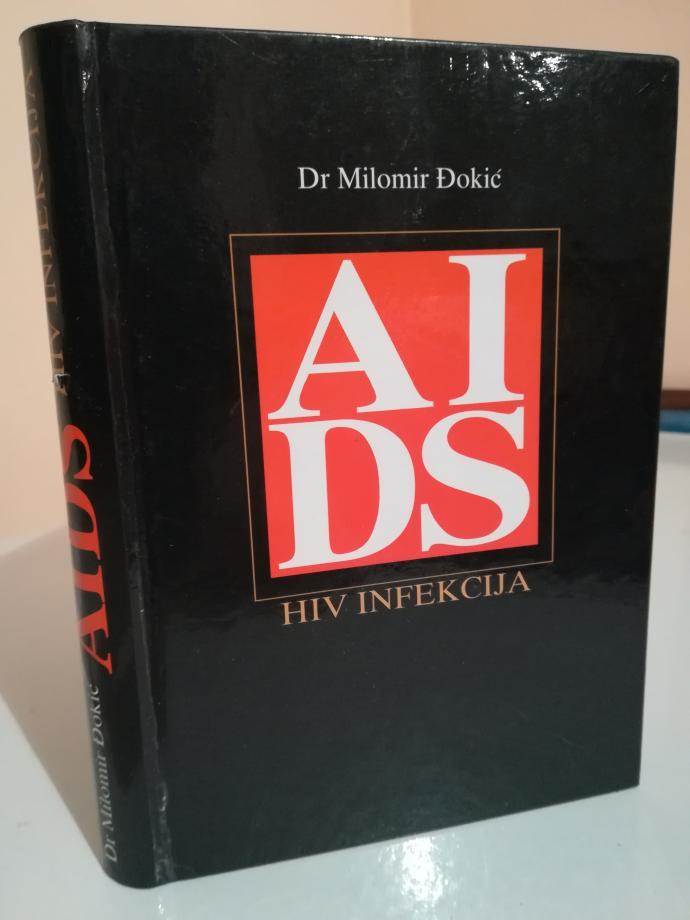 Dr Milomir Đokić
AI
DS
HIV INFEKCIJA
Dr Milomir Đokić AIDS HIV INFEKCIJA